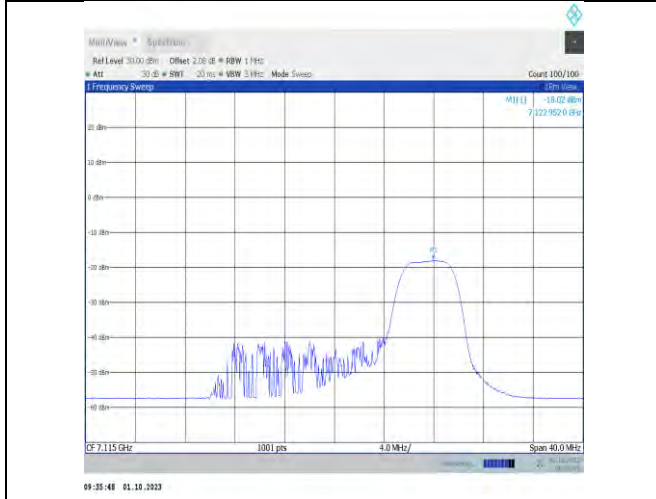 MultiView Spectrum
Ref Level 30.00 dBm Offset 2.08 dB RBW 1 MHz
Att 30 dB SWT 20 ms VBW 3 MHz Mode Sweep Count 100/100
1 Frequency Sweep 1Rm View
M1[1] -18.02 dBm
7.122 952 0 GHz
20 dBm
10 dBm
0 dBm
-10 dBm
M1
-20 dBm
-30 dBm
-40 dBm
-50 dBm
-60 dBm
CF 7.115 GHz 1001 pts 4.0 MHz/ Span 40.0 MHz
09:35:48 01.10.2023